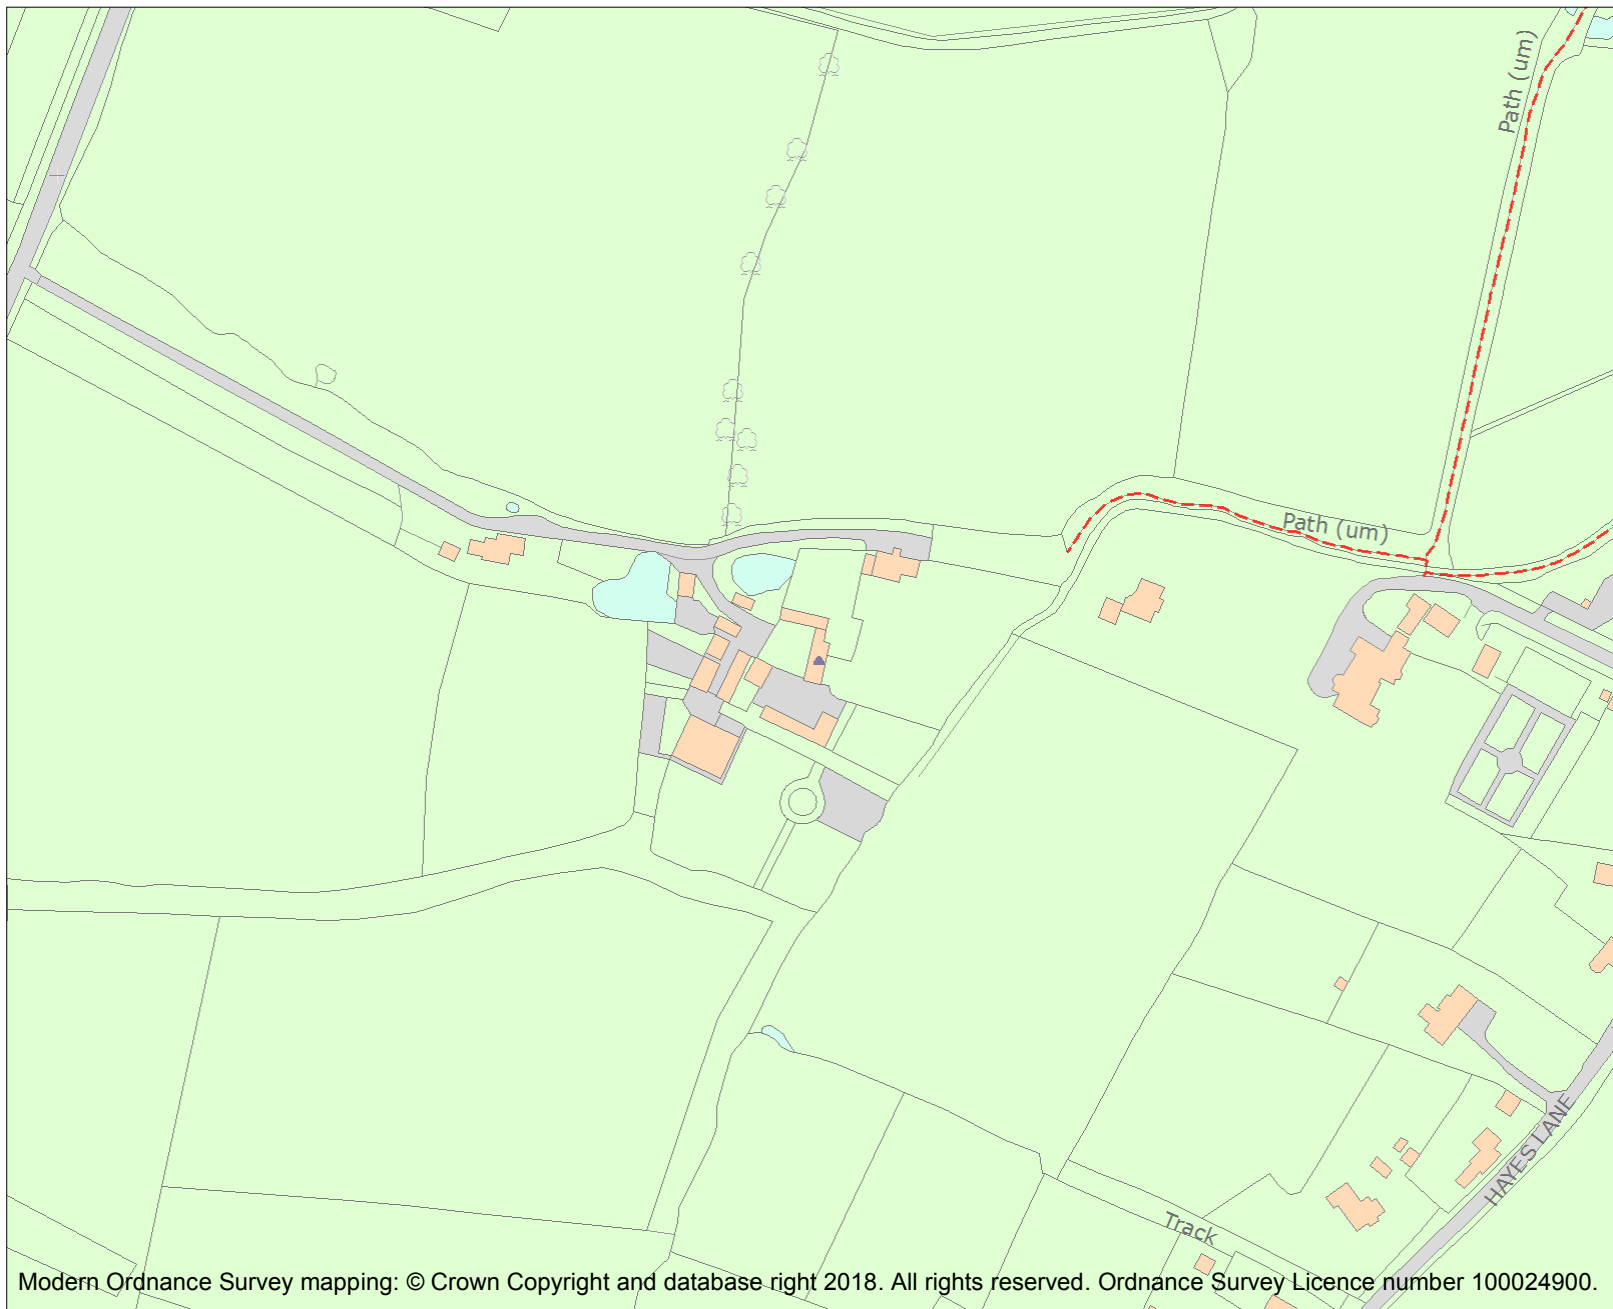 Path (um)
Path (um)
HAYES LANE
Track
Modern Ordnance Survey mapping: © Crown Copyright and database right 2018. All rights reserved. Ordnance Survey Licence number 100024900.